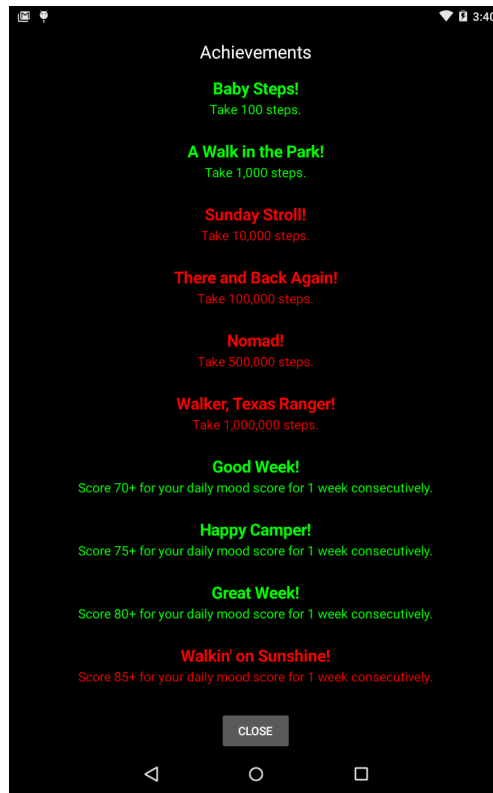 3:40
Achievements
Baby Steps!
Take 100 steps.
A Walk in the Park!
Take 1,000 steps.
Sunday Stroll!
Take 10,000 steps.
There and Back Again!
Take 100,000 steps.
Nomad!
Take 500,000 steps.
Walker, Texas Ranger!
Take 1,000,000 steps.
Good Week!
Score 70+ for your daily mood score for 1 week consecutively.
Happy Camper!
Score 75+ for your daily mood score for 1 week consecutively.
Great Week!
Score 80+ for your daily mood score for 1 week consecutively.
Walkin' on Sunshine!
Score 85+ for your daily mood score for 1 week consecutively.
CLOSE